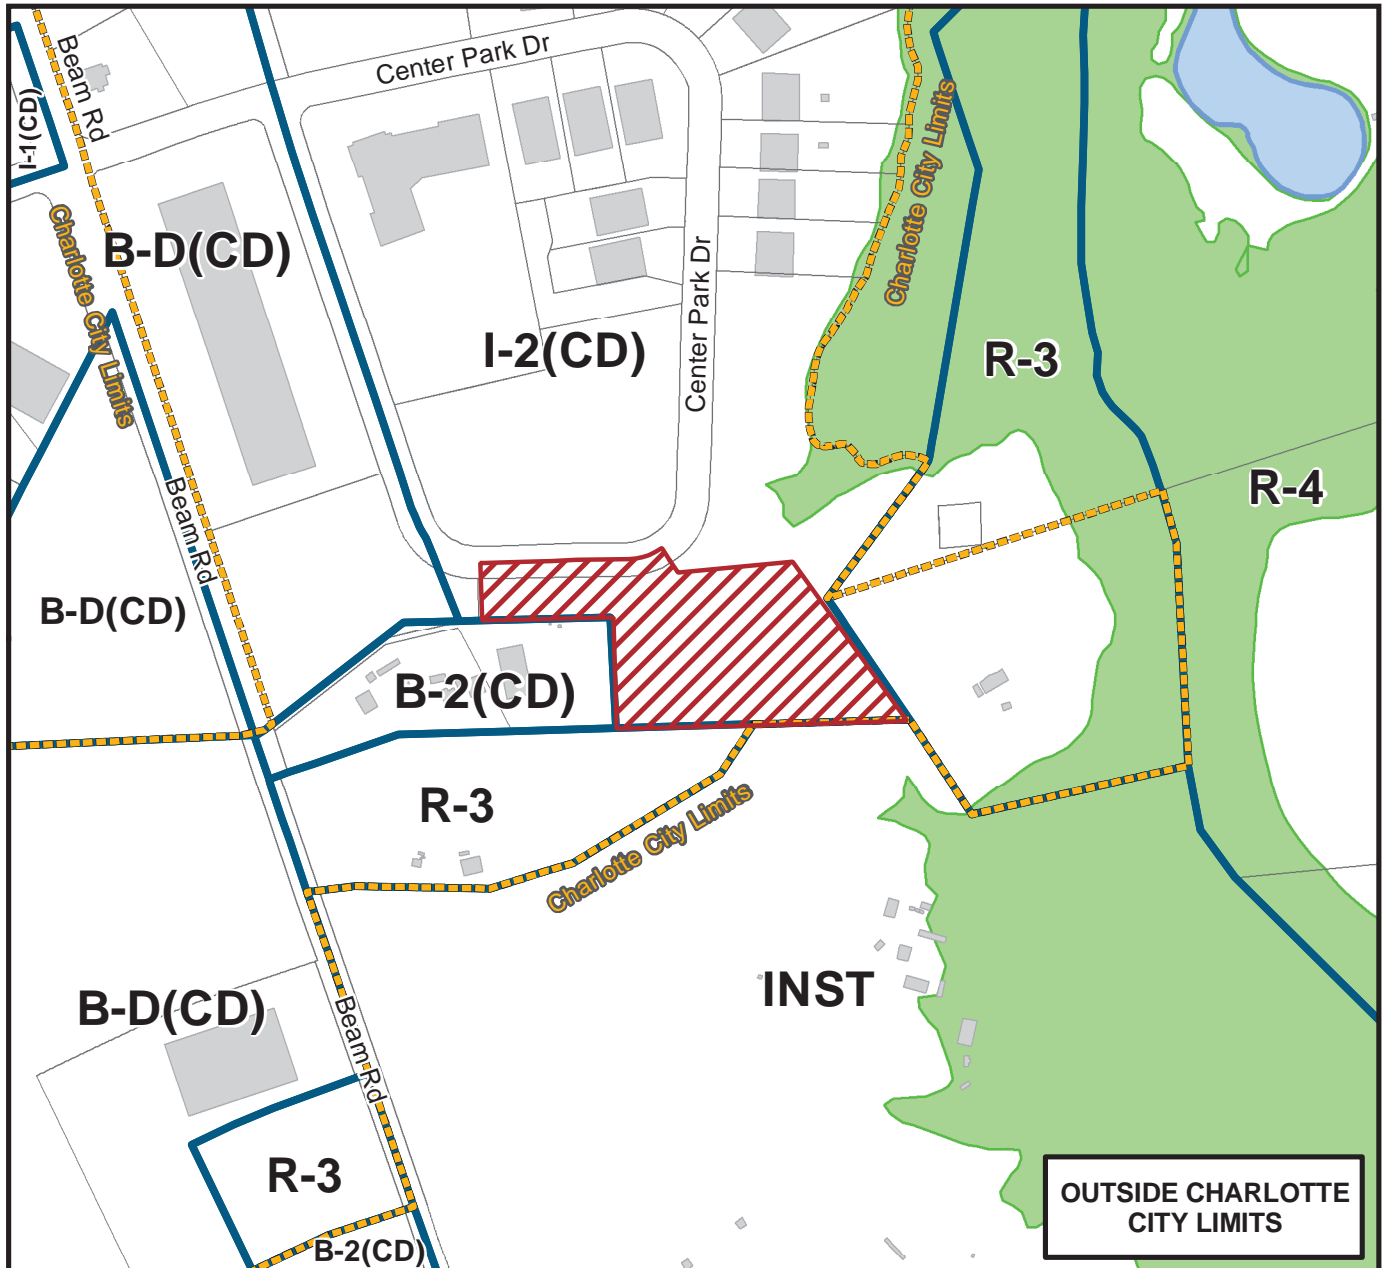 Beam Rd
Center Park Dr
I-1(CD)
Charlotte City Limits
Charlotte City Limits
B-D(CD)
Center Park Dr
I-2(CD)
R-3
R-4
Beam Rd
B-D(CD)
B-2(CD)
R-3
Charlotte City Limits
INST
B-D(CD)
Beam Rd
R-3
B-2(CD)
OUTSIDE CHARLOTTE
CITY LIMITS